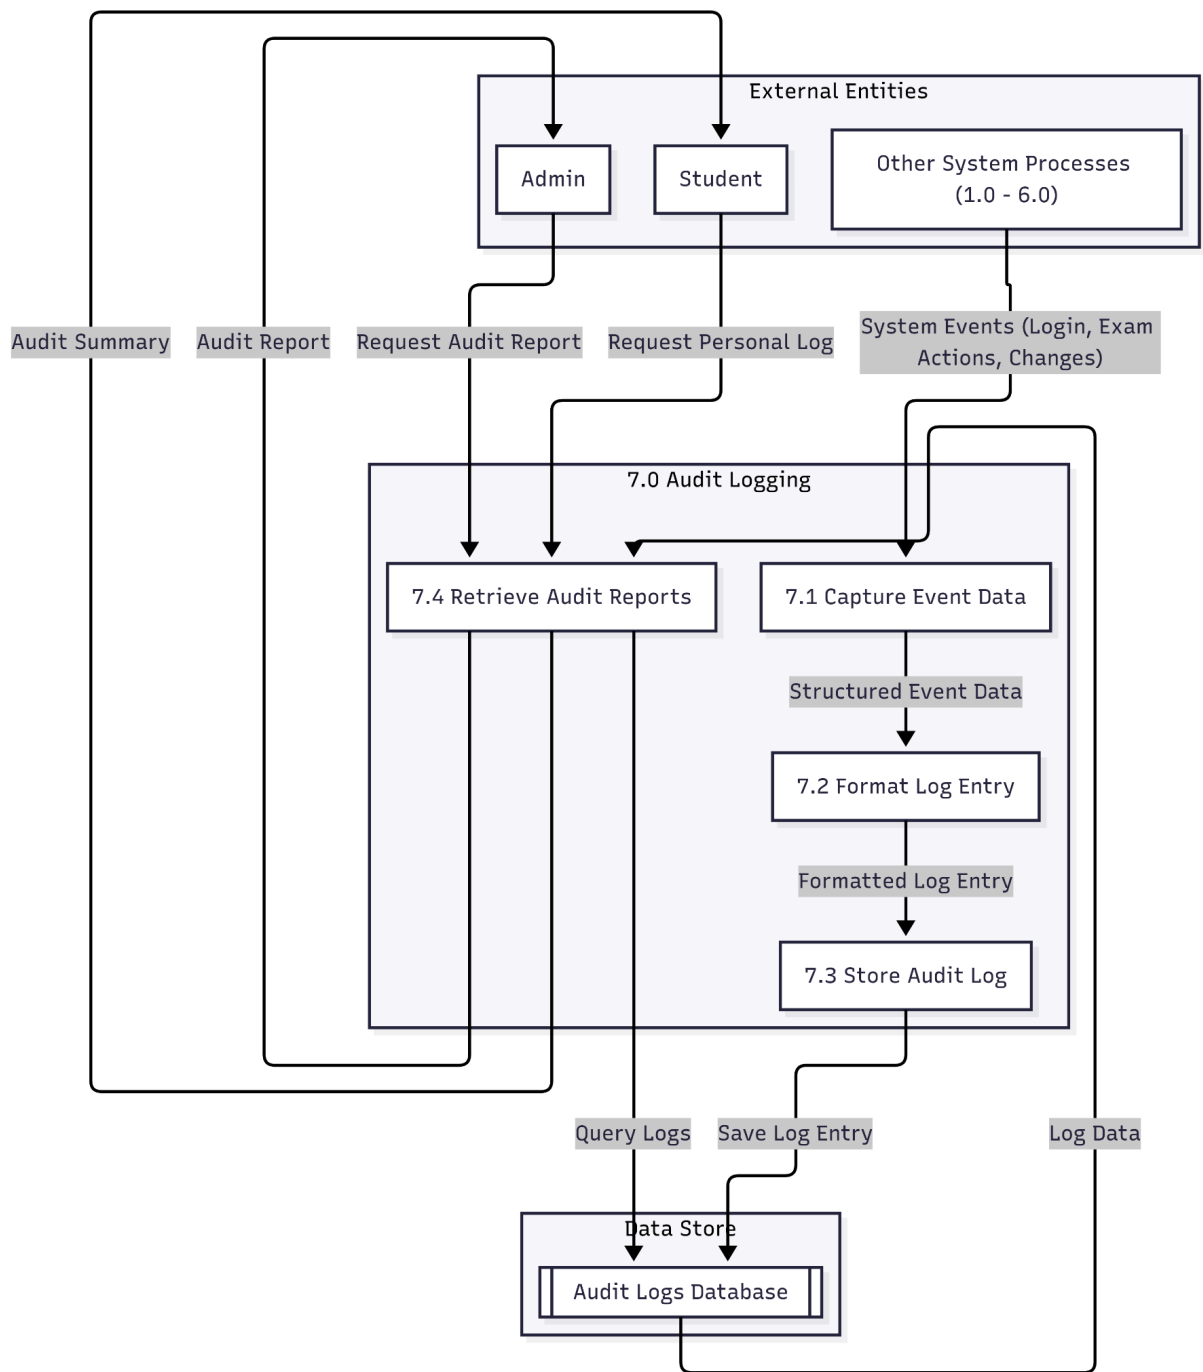 External Entities
Admin
Student
Other System Processes
(1.0 - 6.0)
Audit Summary
Audit Report
Request Audit Report
Request Personal Log
System Events (Login, Exam
Actions, Changes)
7.0 Audit Logging
7.4 Retrieve Audit Reports
7.1 Capture Event Data
Structured Event Data
7.2 Format Log Entry
Formatted Log Entry
7.3 Store Audit Log
Query Logs
Save Log Entry
Log Data
Data Store
Audit Logs Database